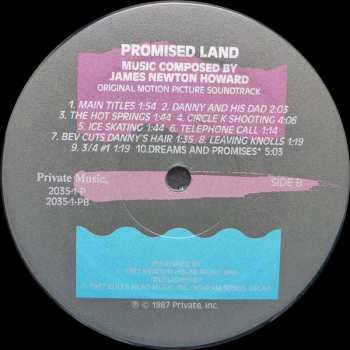 PROMISED LAND
MUSIC COMPOSED BY
JAMES NEWTON HOWARD
ORIGINAL MOTION PICTURE SOUNDTRACK
1. MAIN TITLES 1:54 2. DANNY AND HIS DAD 2:03
3. THE HOT SPRINGS 1:44 4. CIRCLE K SHOOTING 4:06
5. ICE SKATING 1:44 6. TELEPHONE CALL 1:14
7. BEV CUTS DANNY'S HAIR 1:35 8. LEAVING KNOLLS 1:19
9. 3/4 #1 1:19 10. DREAMS AND PROMISES* 5:03
Private Music.
2035-1-P
2035-1-PB
SIDE B
1987 NEWTON HOUSE MUSIC
℗ © 1987 Private, Inc.